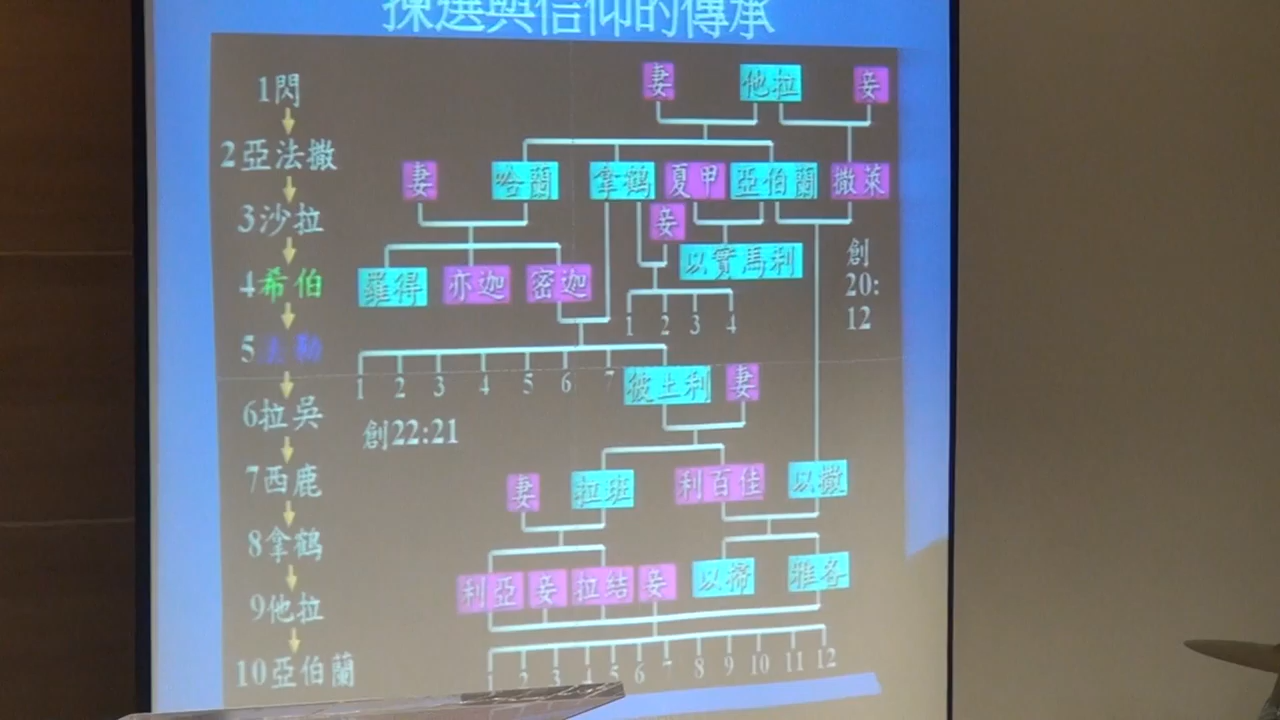 揀選與信仰的傳承
1閃
2亞法撒
3沙拉
4希伯
5法勒
6拉吳
7西鹿
8拿鶴
9他拉
10亞伯蘭
妻 他拉 妾
妻 哈蘭 拿鶴 夏甲 亞伯蘭 撒萊
妾
以實馬利
羅得 亦迦 密迦
創
20:
12
1 2 3 4
1 2 3 4 5 6 7 彼土利 妻
創22:21
妻 拉班 利百佳 以撒
利亞 妾 拉結 妾 以掃 雅各
1 2 3 4 5 6 7 8 9 10 11 12